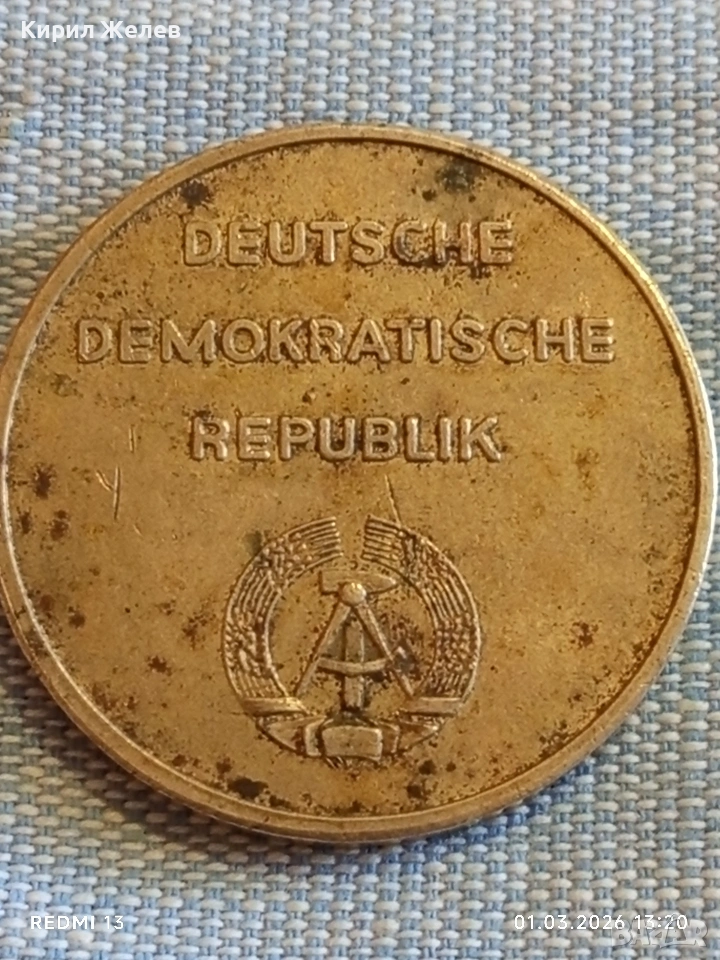 Кирил Желев
DEUTSCHE
DEMOKRATISCHE
REPUBLIK
REDMI 13
01.03.2026 13:20